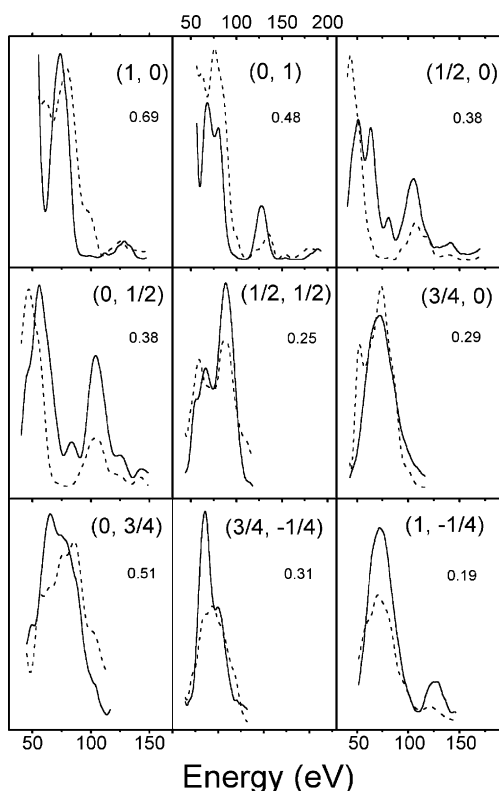 50 100 150 200
(1, 0) (0, 1) (1/2, 0)
0.69 0.48 0.38
(0, 1/2) (1/2, 1/2) (3/4, 0)
0.38 0.25 0.29
(0, 3/4) (3/4, -1/4) (1, -1/4)
0.51 0.31 0.19
50 100 150 50 100 150
Energy (eV)